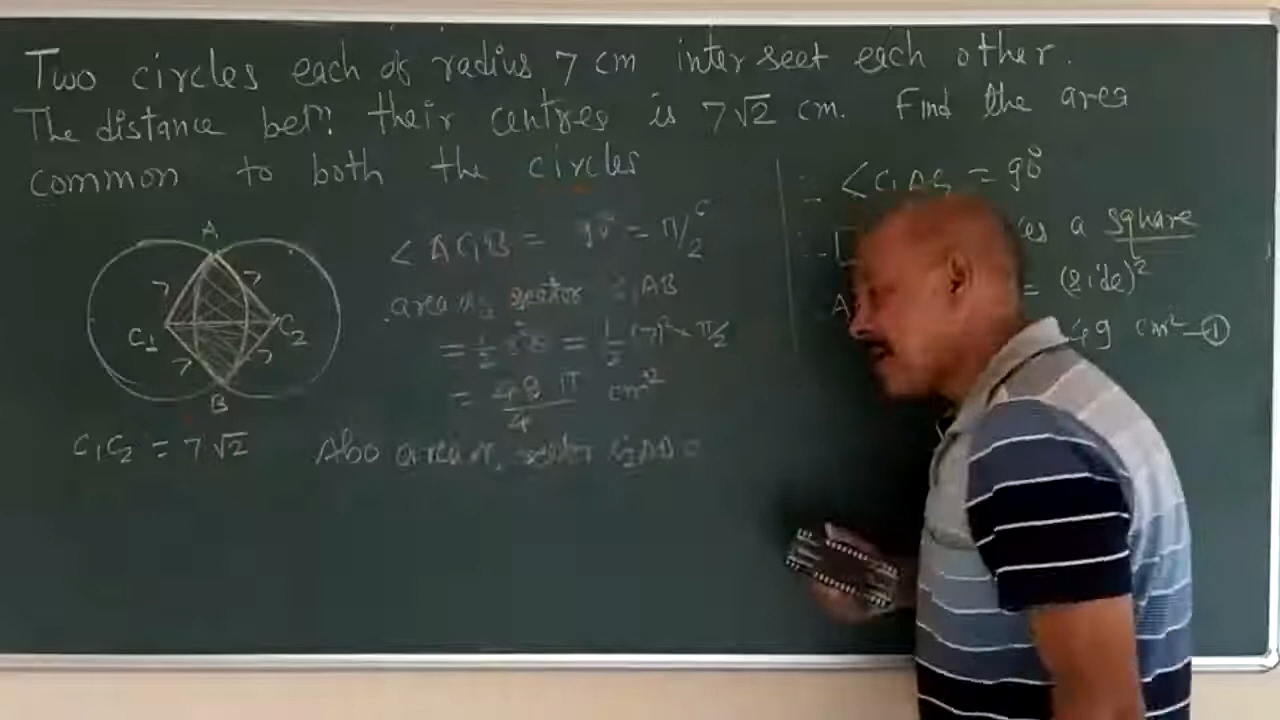 Two circles each of radius 7 cm intersect each other.
The distance betn. their centres is 7√2 cm. Find the area
common to both the circles
A
7 7
C1 C2
7 7
B
C1C2 = 7√2
<AC1B = 90° = π/2 c
area of sector C1AB
= 1/2 r²θ = 1/2 (7)² × π/2
= 49 π / 4 cm²
Also area of sector C2AB =
∴ <C1AC2 = 90°
∴ a square
A = (side)²
49 cm² — ①